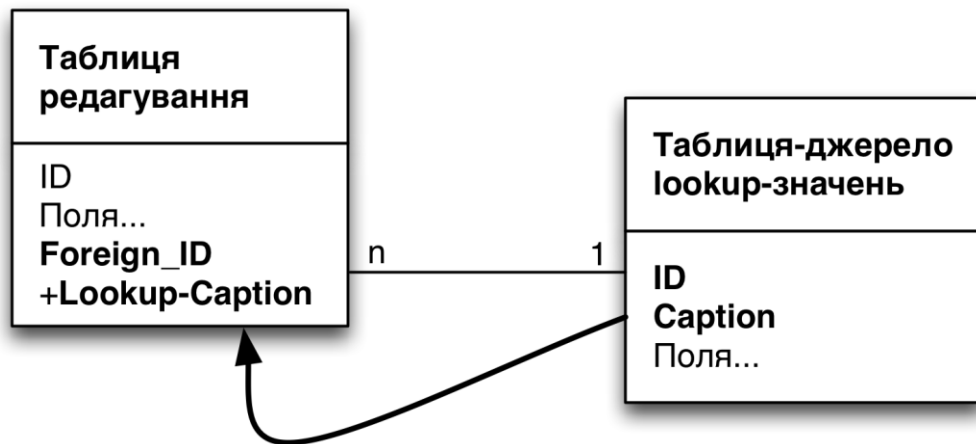 Таблиця
редагування
ID
Поля...
Foreign_ID
+Lookup-Caption
n
1
Таблиця-джерело
lookup-значень
ID
Caption
Поля...